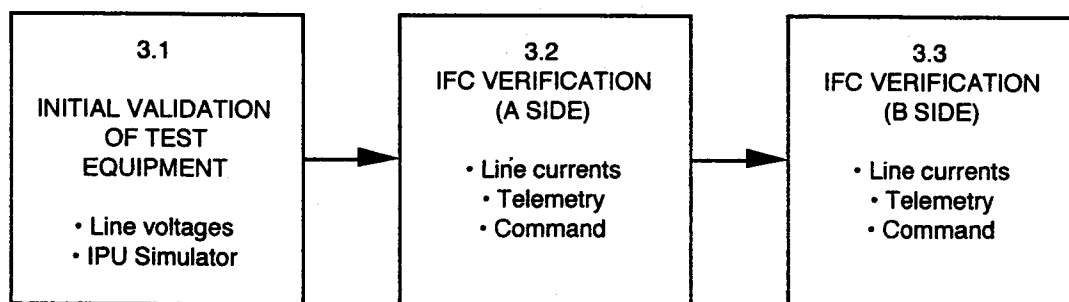 3.1
INITIAL VALIDATION
OF TEST
EQUIPMENT
• Line voltages
• IPU Simulator
3.2
IFC VERIFICATION
(A SIDE)
• Line currents
• Telemetry
• Command
3.3
IFC VERIFICATION
(B SIDE)
• Line currents
• Telemetry
• Command